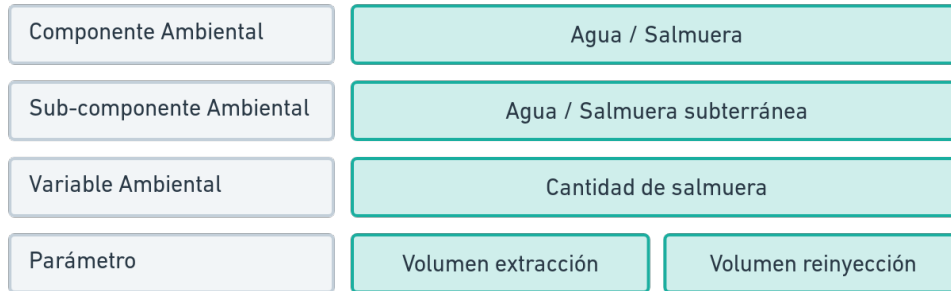 Componente Ambiental
Agua / Salmuera
Sub-componente Ambiental
Agua / Salmuera subterránea
Variable Ambiental
Cantidad de salmuera
Parámetro
Volumen extracción
Volumen reinyección